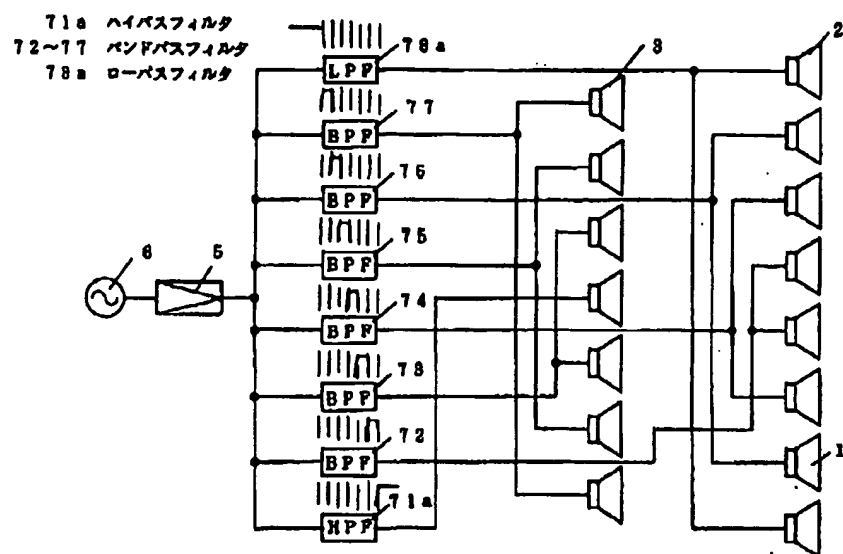 71a ハイパスフィルタ
72~77 バンドパスフィルタ
78a ローパスフィルタ
78a
LPF
3
2
77
BPF
76
BPF
75
BPF
6
5
74
BPF
73
BPF
72
BPF
1
71a
HPF